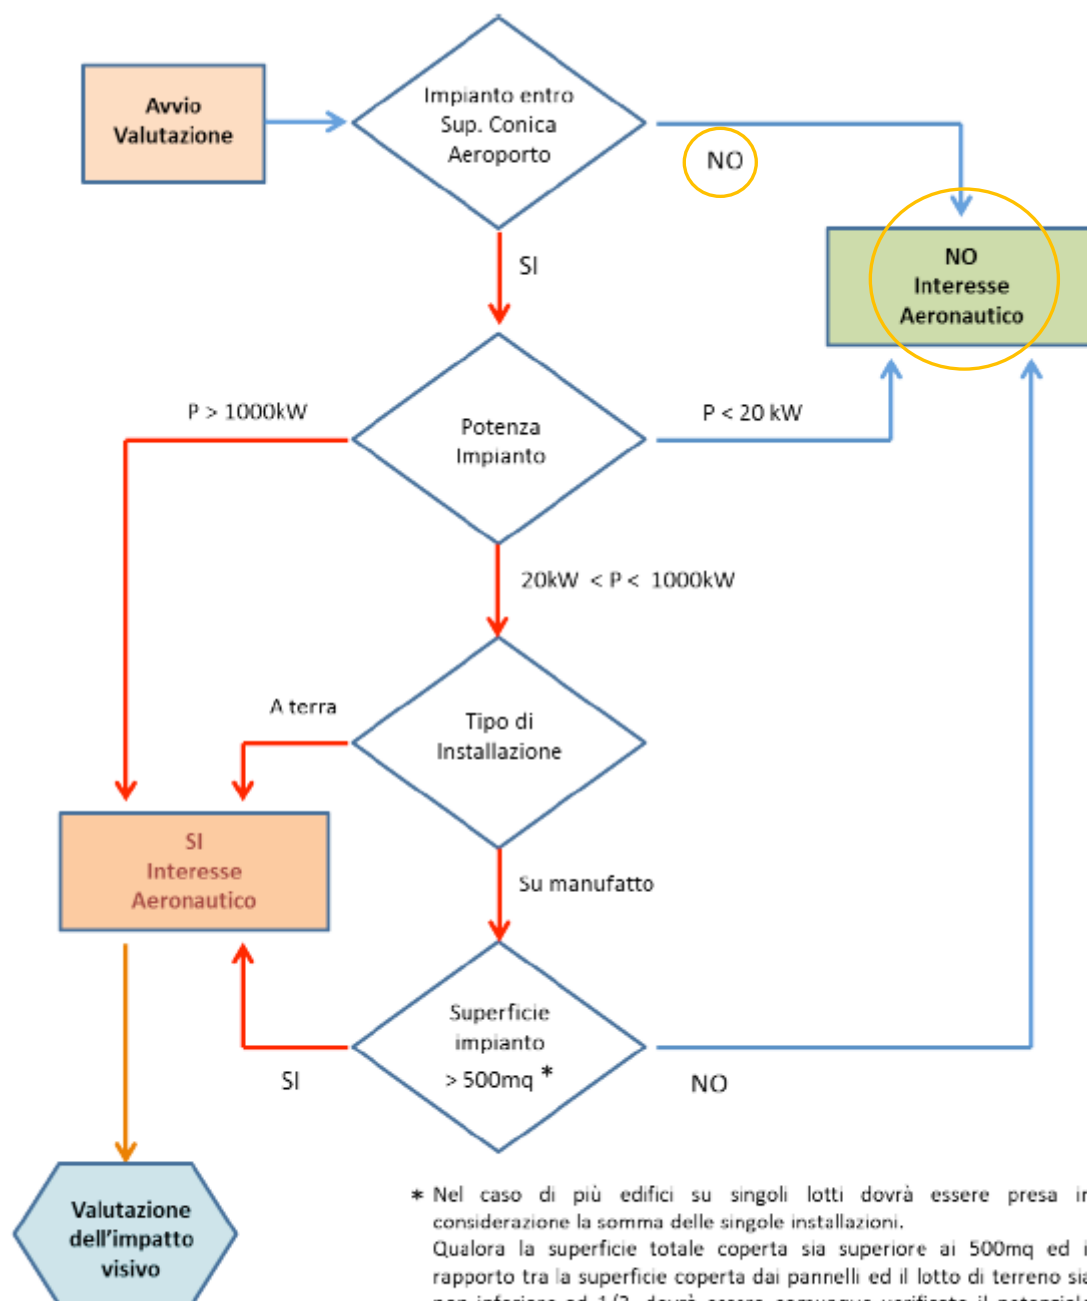 Avvio
Valutazione
Impianto entro
Sup. Conica
Aeroporto
NO
NO
Interesse
Aeronautico
SI
P > 1000kW
Potenza
Impianto
P < 20 kW
20kW < P < 1000kW
A terra
Tipo di
Installazione
SI
Interesse
Aeronautico
Su manufatto
Superficie
impianto
> 500mq *
SI
NO
Valutazione
dell'impatto
visivo
* Nel caso di più edifici su singoli lotti dovrà essere presa in
considerazione la somma delle singole installazioni.
Qualora la superficie totale coperta sia superiore ai 500mq ed i
rapporto tra la superficie coperta dai pannelli ed il lotto di terreno sia